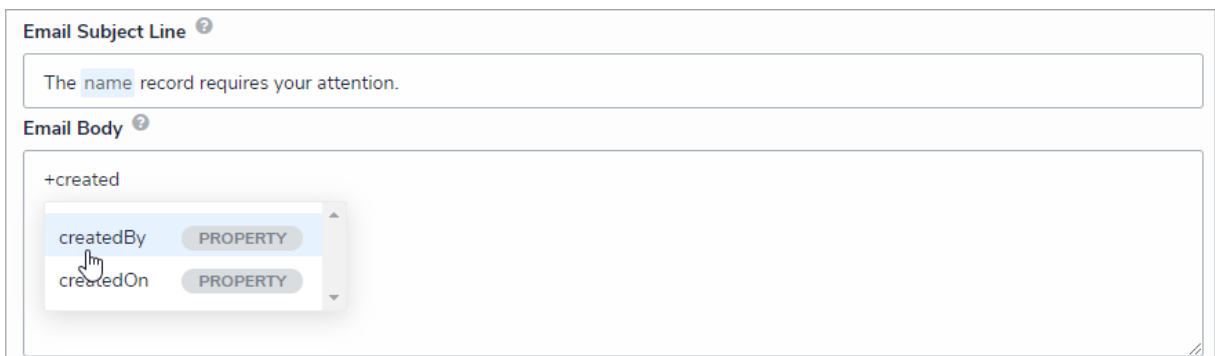 Email Subject Line ?
The name record requires your attention.
Email Body ?
+created
createdBy PROPERTY
createdOn PROPERTY